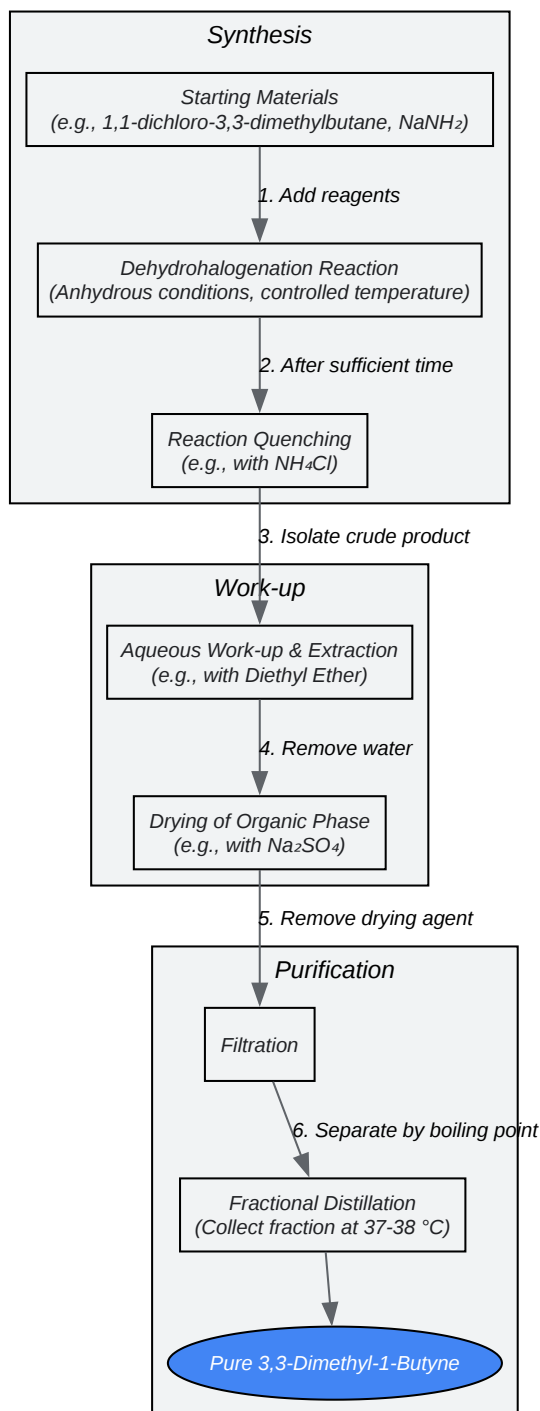 Synthesis
Starting Materials
(e.g., 1,1-dichloro-3,3-dimethylbutane, NaNH₂)
1. Add reagents
Dehydrohalogenation Reaction
(Anhydrous conditions, controlled temperature)
2. After sufficient time
Reaction Quenching
(e.g., with NH₄Cl)
3. Isolate crude product
Work-up
Aqueous Work-up & Extraction
(e.g., with Diethyl Ether)
4. Remove water
Drying of Organic Phase
(e.g., with Na₂SO₄)
5. Remove drying agent
Purification
Filtration
6. Separate by boiling point
Fractional Distillation
(Collect fraction at 37-38 °C)
Pure 3,3-Dimethyl-1-Butyne